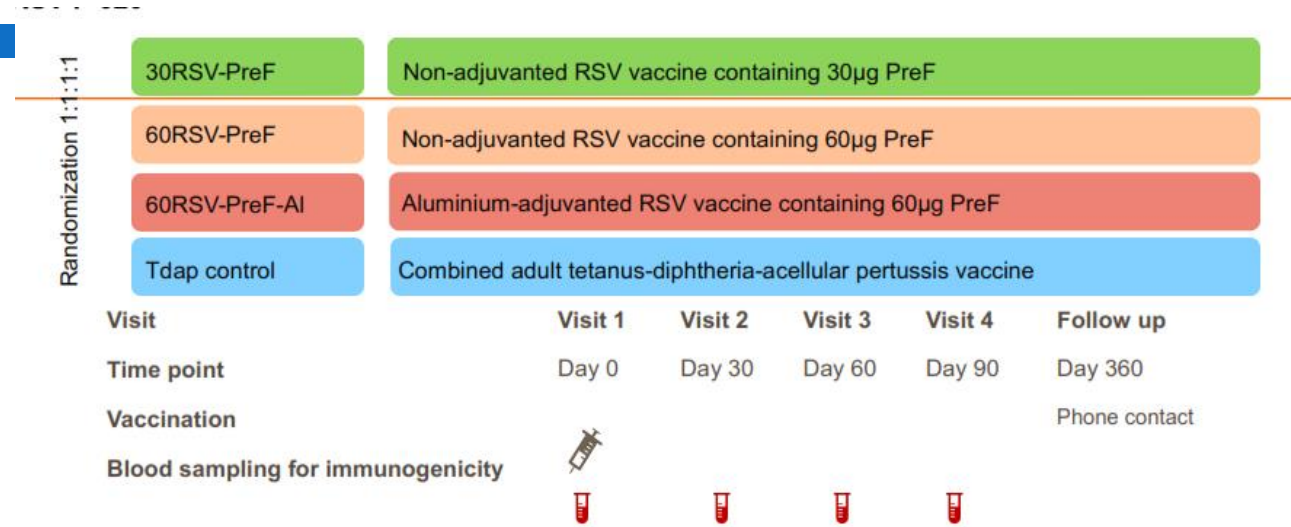 Randomization 1:1:1:1
30RSV-PreF Non-adjuvanted RSV vaccine containing 30µg PreF
60RSV-PreF Non-adjuvanted RSV vaccine containing 60µg PreF
60RSV-PreF-Al Aluminium-adjuvanted RSV vaccine containing 60µg PreF
Tdap control Combined adult tetanus-diphtheria-acellular pertussis vaccine
Visit Visit 1 Visit 2 Visit 3 Visit 4 Follow up
Time point Day 0 Day 30 Day 60 Day 90 Day 360
Vaccination Phone contact
Blood sampling for immunogenicity